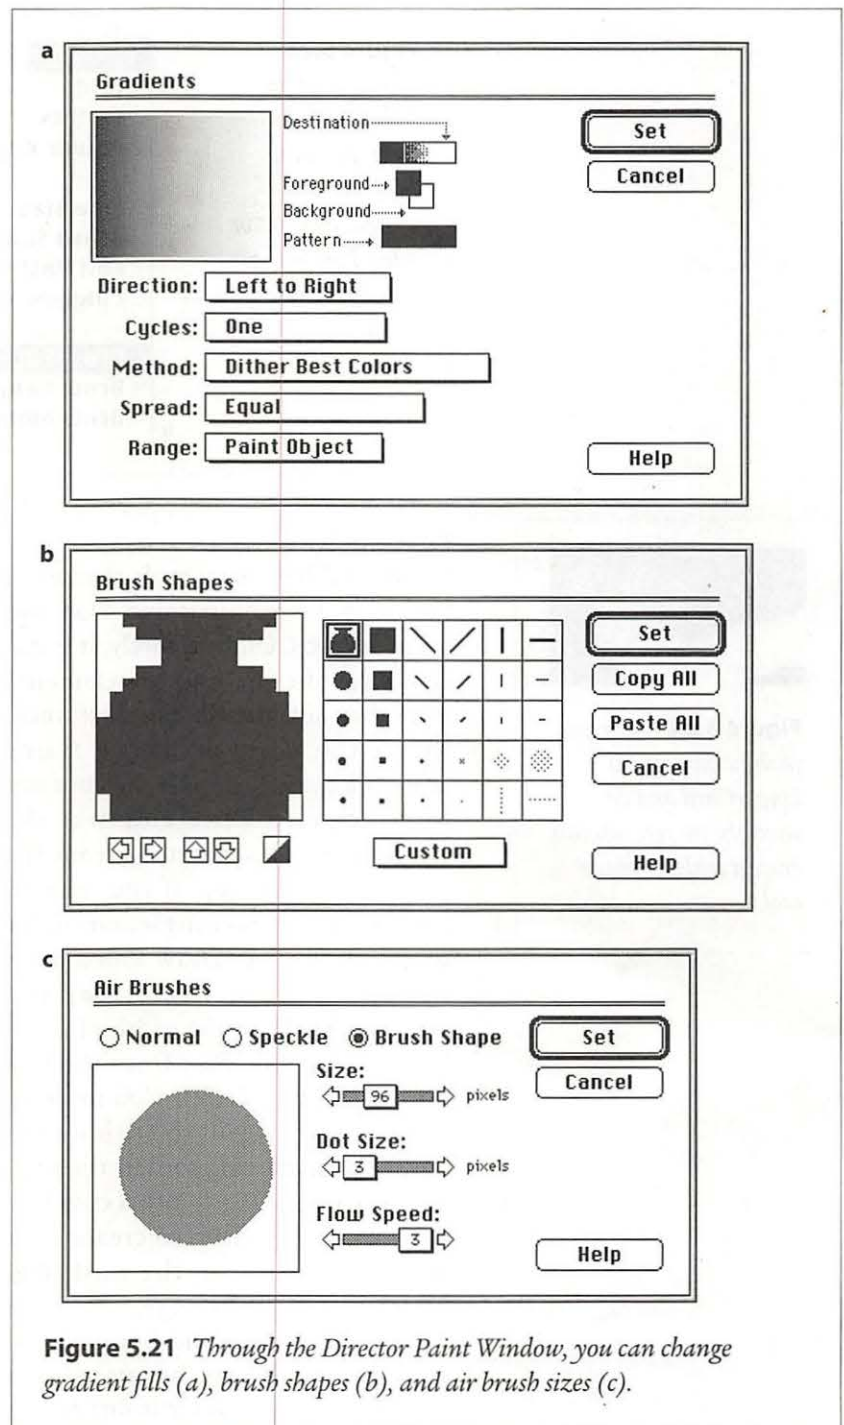 a
Gradients
Destination
Set
Foreground
Cancel
Background
Pattern
Direction: Left to Right
Cycles: One
Method: Dither Best Colors
Spread: Equal
Range: Paint Object
Help
b
Brush Shapes
Set
Copy All
Paste All
Cancel
Custom
Help
c
Air Brushes
Normal Speckle Brush Shape
Set
Size:
Cancel
96 pixels
Dot Size:
3 pixels
Flow Speed:
3
Help
Figure 5.21 Through the Director Paint Window, you can change
gradient fills (a), brush shapes (b), and air brush sizes (c).